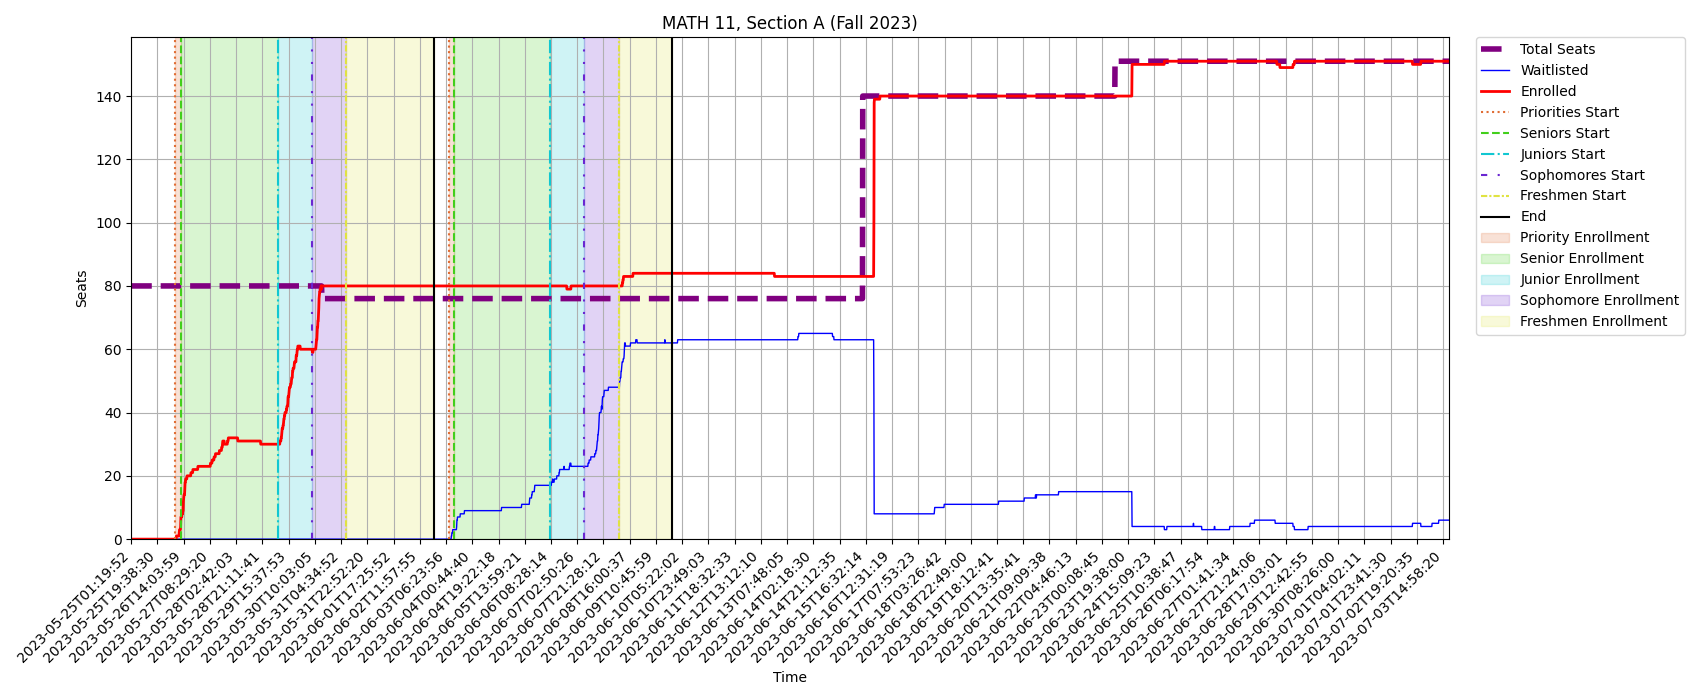 MATH 11, Section A (Fall 2023)
Seats
140
120
100
80
60
40
20
0
2023-05-25T01:19:52
2023-05-25T19:38:30
2023-05-26T14:03:59
2023-05-27T08:29:20
2023-05-28T02:42:03
2023-05-28T21:11:41
2023-05-29T15:37:53
2023-05-30T10:03:05
2023-05-31T04:34:52
2023-05-31T22:52:20
2023-06-01T17:25:52
2023-06-02T11:57:55
2023-06-03T06:23:56
2023-06-04T00:44:40
2023-06-04T19:22:18
2023-06-05T13:59:21
2023-06-06T08:28:14
2023-06-07T02:50:26
2023-06-07T21:28:12
2023-06-08T16:00:37
2023-06-09T10:45:59
2023-06-10T05:22:02
2023-06-10T23:49:03
2023-06-11T18:32:33
2023-06-12T13:12:10
2023-06-13T07:48:05
2023-06-14T02:18:30
2023-06-14T21:12:35
2023-06-15T16:32:14
2023-06-16T12:31:19
2023-06-17T07:53:23
2023-06-18T03:26:42
2023-06-18T22:49:00
2023-06-19T18:12:41
2023-06-20T13:35:41
2023-06-21T09:09:38
2023-06-22T04:46:13
2023-06-23T00:08:45
2023-06-23T19:38:00
2023-06-24T15:09:23
2023-06-25T10:38:47
2023-06-26T06:17:54
2023-06-27T01:41:34
2023-06-27T21:24:06
2023-06-28T17:03:01
2023-06-29T12:42:55
2023-06-30T08:26:00
2023-07-01T04:02:11
2023-07-01T23:41:30
2023-07-02T19:20:35
2023-07-03T14:58:20
Time
Total Seats
Waitlisted
Enrolled
Priorities Start
Seniors Start
Juniors Start
Sophomores Start
Freshmen Start
End
Priority Enrollment
Senior Enrollment
Junior Enrollment
Sophomore Enrollment
Freshmen Enrollment